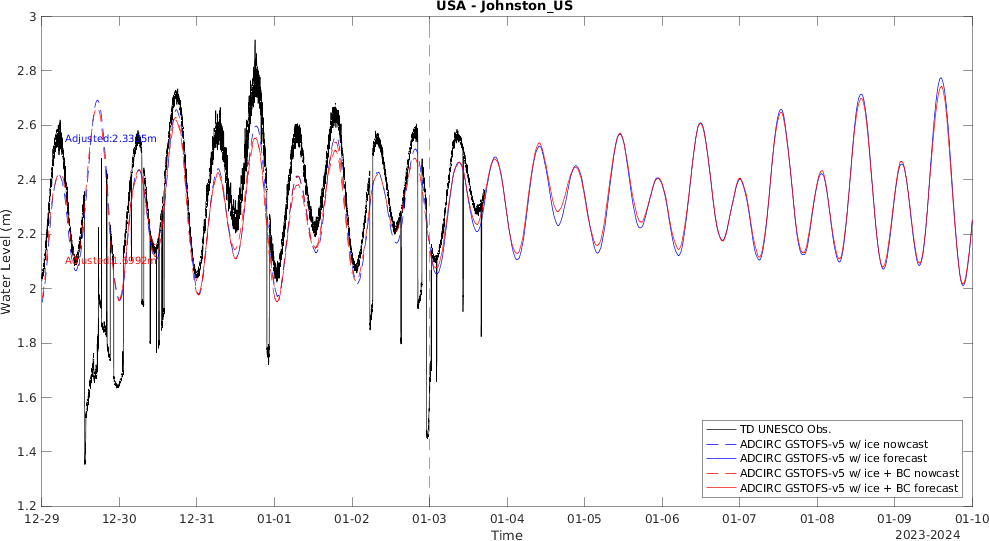 USA - Johnston_US
3
2.8
2.6
2.4
2.2
2
1.8
1.6
1.4
1.2
Water Level (m)
Adjusted:2.3365m
TD UNESCO Obs.
ADCIRC GSTOFS-v5 w/ ice nowcast
ADCIRC GSTOFS-v5 w/ ice forecast
ADCIRC GSTOFS-v5 w/ ice + BC nowcast
ADCIRC GSTOFS-v5 w/ ice + BC forecast
12-29 12-30 12-31 01-01 01-02 01-03 01-04 01-05 01-06 01-07 01-08 01-09 01-10
Time
2023-2024